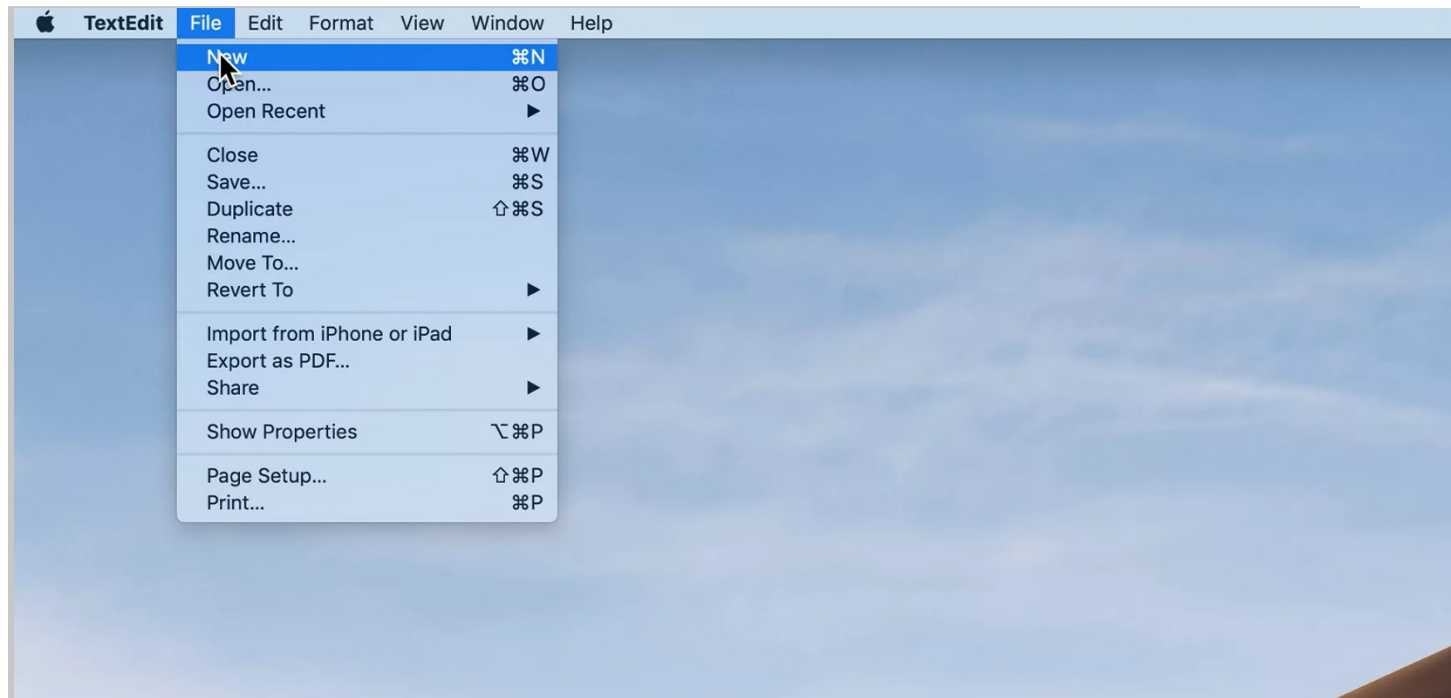 TextEdit File Edit Format View Window Help
New ⌘N
Open... ⌘O
Open Recent ▶
Close ⌘W
Save... ⌘S
Duplicate ⇧⌘S
Rename...
Move To...
Revert To ▶
Import from iPhone or iPad ▶
Export as PDF...
Share ▶
Show Properties ⌥⌘P
Page Setup... ⇧⌘P
Print... ⌘P